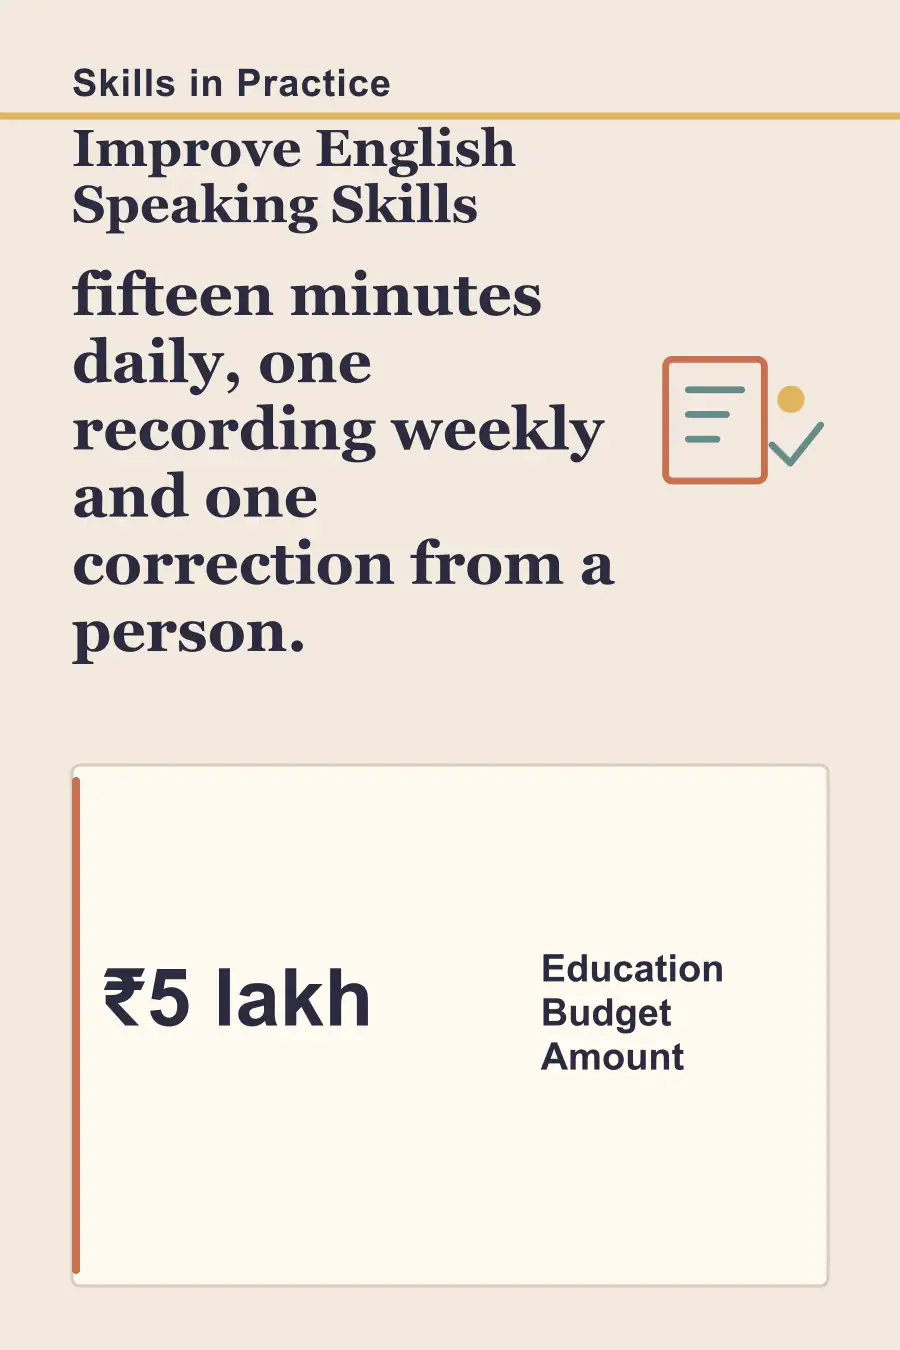 Skills in Practice
Improve English
Speaking Skills
fifteen minutes
daily, one
recording weekly
and one
correction from a
person.
₹5 lakh
Education
Budget
Amount